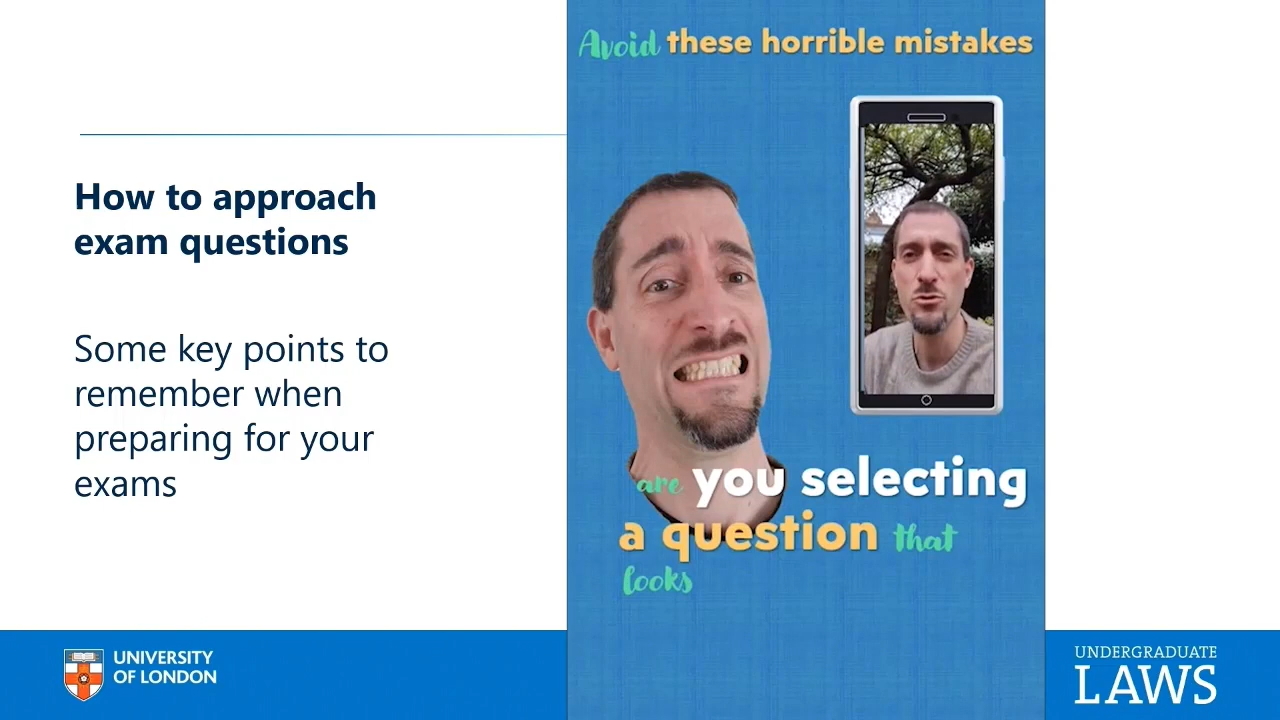 Avoid these horrible mistakes
How to approach
exam questions
Some key points to
remember when
preparing for your
exams
are you selecting
a question that
looks
UNIVERSITY
OF LONDON
UNDERGRADUATE
LAWS